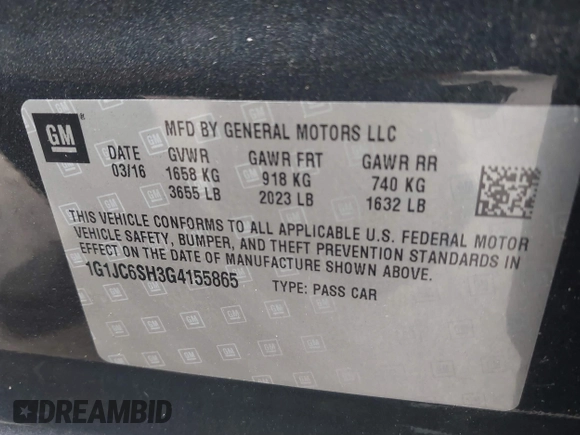 GM
MFD BY GENERAL MOTORS LLC
DATE GVWR GAWR FRT GAWR RR
03/16 1658 KG 918 KG 740 KG
3655 LB 2023 LB 1632 LB
THIS VEHICLE CONFORMS TO ALL APPLICABLE U.S. FEDERAL MOTOR
VEHICLE SAFETY, BUMPER, AND THEFT PREVENTION STANDARDS IN
EFFECT ON THE DATE OF MANUFACTURE SHOWN ABOVE.
1G1JC6SH3G4155865 TYPE: PASS CAR
DREAMBID